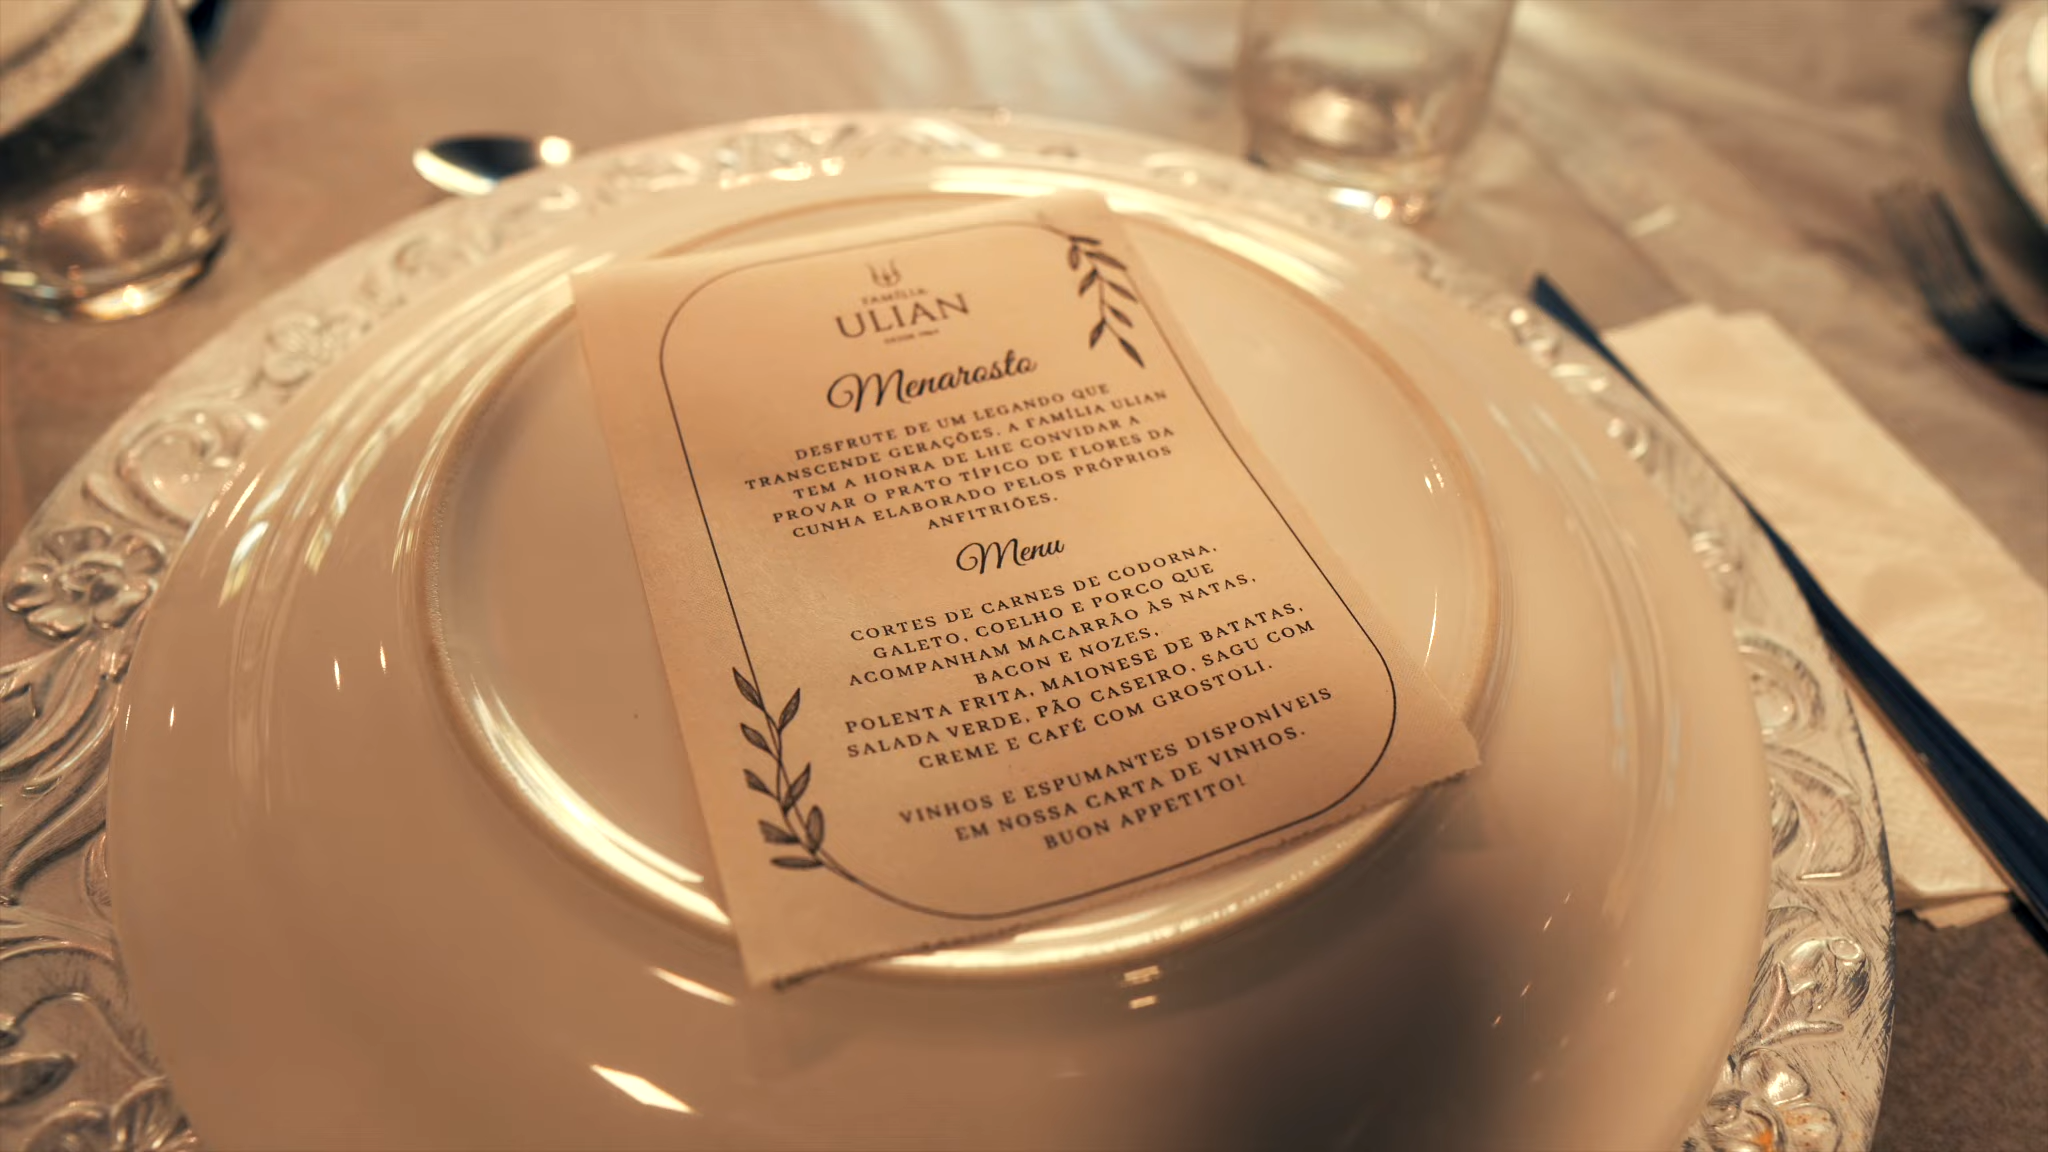 FAMÍLIA
ULIAN
Menarosto
DESFRUTE DE UM LEGANDO QUE
TRANSCENDE GERAÇÕES. A FAMÍLIA ULIAN
TEM A HONRA DE LHE CONVIDAR A
PROVAR O PRATO TÍPICO DE FLORES DA
CUNHA ELABORADO PELOS PRÓPRIOS
ANFITRIÕES.
Menu
CORTES DE CARNES DE CODORNA,
GALETO, COELHO E PORCO QUE
ACOMPANHAM MACARRÃO ÀS NATAS,
BACON E NOZES,
POLENTA FRITA, MAIONESE DE BATATAS,
SALADA VERDE, PÃO CASEIRO, SAGU COM
CREME E CAFÉ COM GROSTOLI.
VINHOS E ESPUMANTES DISPONÍVEIS
EM NOSSA CARTA DE VINHOS.
BUON APPETITO!